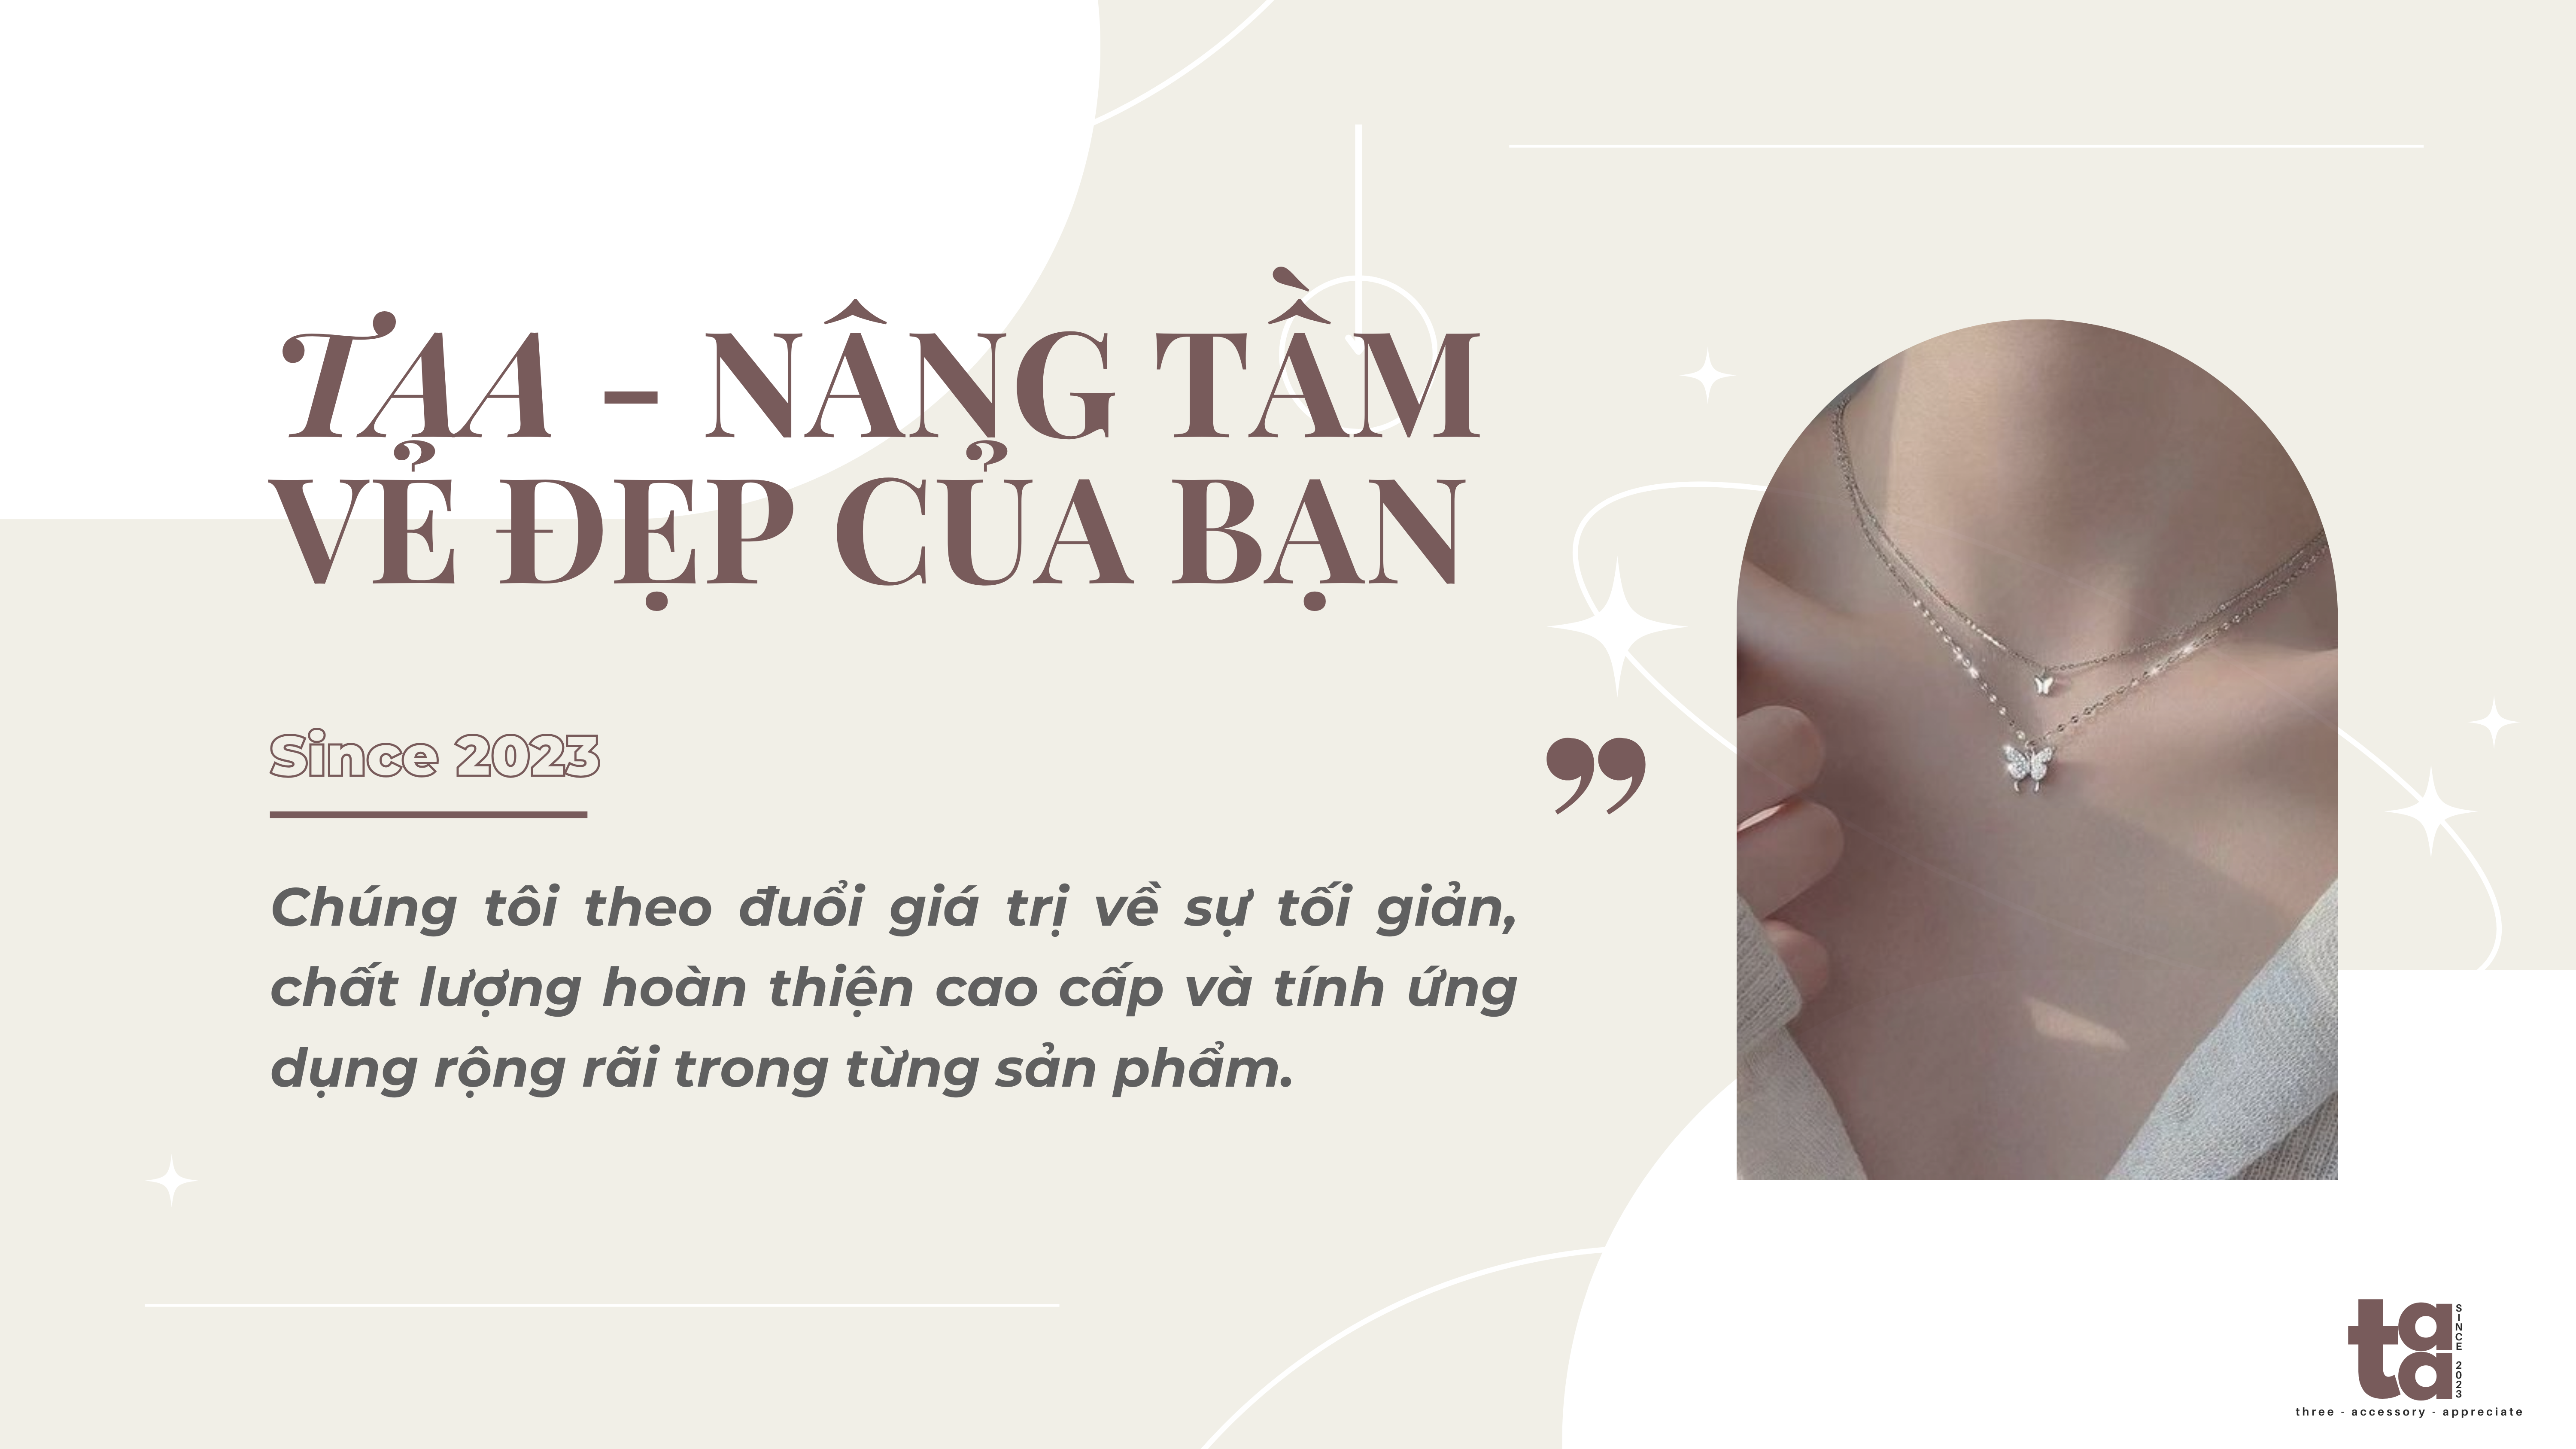 TAA – NÂNG TẦM
VẺ ĐẸP CỦA BẠN
Since 2023
”
Chúng tôi theo đuổi giá trị về sự tối giản,
chất lượng hoàn thiện cao cấp và tính ứng
dụng rộng rãi trong từng sản phẩm.
taa
SINCE 2023
three - accessory - appreciate